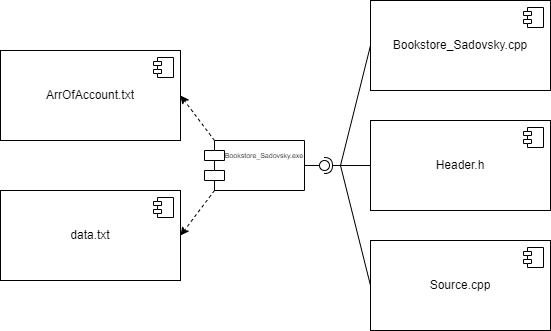 Bookstore_Sadovsky.cpp
ArrOfAccount.txt
Bookstore_Sadovsky.exe
Header.h
data.txt
Source.cpp